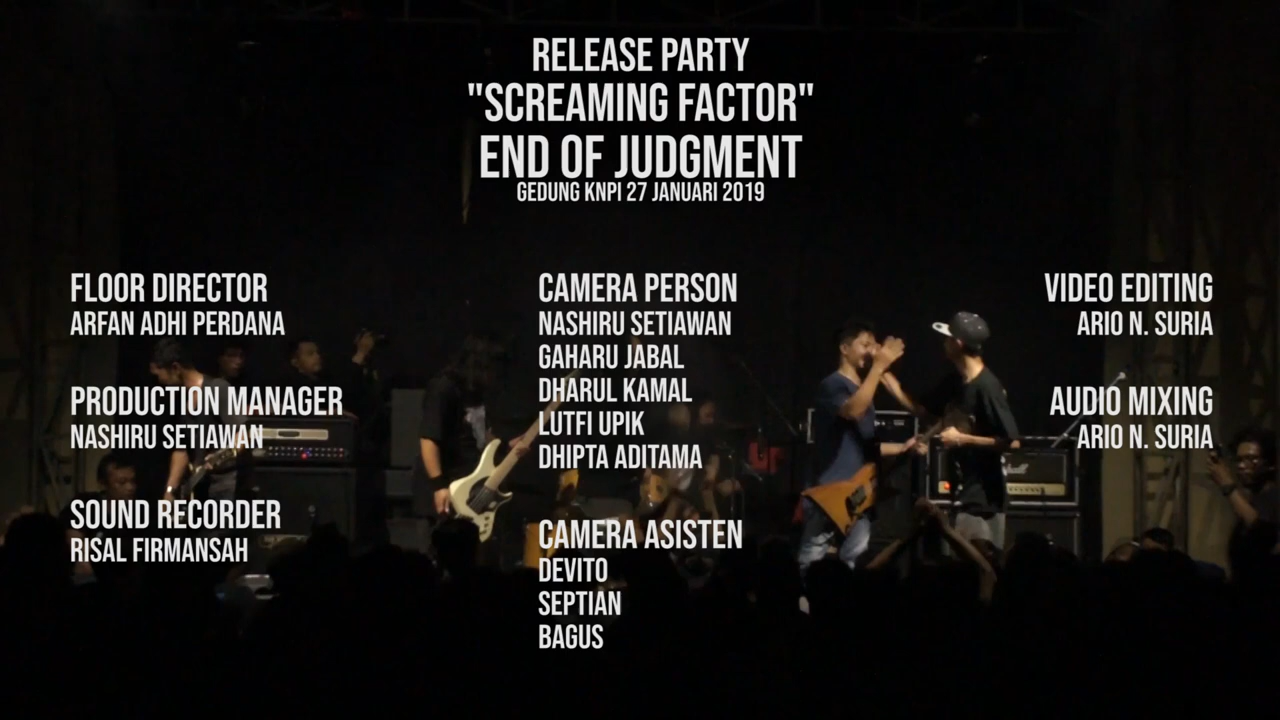 RELEASE PARTY
"SCREAMING FACTOR"
END OF JUDGMENT
GEDUNG KNPI 27 JANUARI 2019
FLOOR DIRECTOR
ARFAN ADHI PERDANA
PRODUCTION MANAGER
NASHIRU SETIAWAN
SOUND RECORDER
RISAL FIRMANSAH
CAMERA PERSON
NASHIRU SETIAWAN
GAHARU JABAL
DHARUL KAMAL
LUTFI UPIK
DHIPTA ADITAMA
CAMERA ASISTEN
DEVITO
SEPTIAN
BAGUS
VIDEO EDITING
ARIO N. SURIA
AUDIO MIXING
ARIO N. SURIA
Marshall